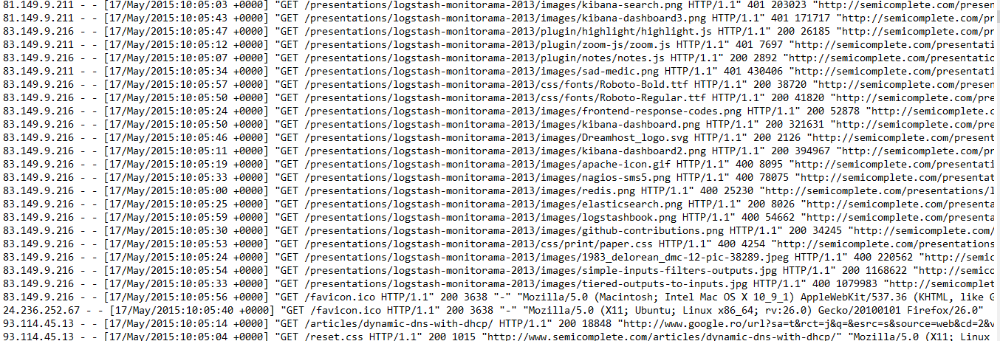 81.149.9.211 - - [17/May/2015:10:05:03 +0000] "GET /presentations/logstash-monitorama-2013/images/kibana-search.png HTTP/1.1" 401 203023 "http://semicomplete.com/presen
81.149.9.211 - - [17/May/2015:10:05:43 +0000] "GET /presentations/logstash-monitorama-2013/images/kibana-dashboard3.png HTTP/1.1" 401 171717 "http://semicomplete.com/pr
83.149.9.216 - - [17/May/2015:10:05:47 +0000] "GET /presentations/logstash-monitorama-2013/plugin/highlight/highlight.js HTTP/1.1" 200 26185 "http://semicomplete.com/pr
83.149.9.211 - - [17/May/2015:10:05:12 +0000] "GET /presentations/logstash-monitorama-2013/plugin/zoom-js/zoom.js HTTP/1.1" 401 7697 "http://semicomplete.com/presentati
83.149.9.216 - - [17/May/2015:10:05:07 +0000] "GET /presentations/logstash-monitorama-2013/plugin/notes/notes.js HTTP/1.1" 200 2892 "http://semicomplete.com/presentatic
83.149.9.211 - - [17/May/2015:10:05:34 +0000] "GET /presentations/logstash-monitorama-2013/images/sad-medic.png HTTP/1.1" 401 430406 "http://semicomplete.com/presentati
83.149.9.216 - - [17/May/2015:10:05:57 +0000] "GET /presentations/logstash-monitorama-2013/css/fonts/Roboto-Bold.ttf HTTP/1.1" 200 38720 "http://semicomplete.com/presen
83.149.9.216 - - [17/May/2015:10:05:50 +0000] "GET /presentations/logstash-monitorama-2013/css/fonts/Roboto-Regular.ttf HTTP/1.1" 200 41820 "http://semicomplete.com/pre
83.149.9.216 - - [17/May/2015:10:05:24 +0000] "GET /presentations/logstash-monitorama-2013/images/frontend-response-codes.png HTTP/1.1" 200 52878 "http://semicomplete.c
83.149.9.216 - - [17/May/2015:10:05:50 +0000] "GET /presentations/logstash-monitorama-2013/images/kibana-dashboard.png HTTP/1.1" 200 321631 "http://semicomplete.com/pre
83.149.9.216 - - [17/May/2015:10:05:46 +0000] "GET /presentations/logstash-monitorama-2013/images/Dreamhost_logo.svg HTTP/1.1" 200 2126 "http://semicomplete.com/present
83.149.9.216 - - [17/May/2015:10:05:11 +0000] "GET /presentations/logstash-monitorama-2013/images/kibana-dashboard2.png HTTP/1.1" 200 394967 "http://semicomplete.com/pr
83.149.9.216 - - [17/May/2015:10:05:19 +0000] "GET /presentations/logstash-monitorama-2013/images/apache-icon.gif HTTP/1.1" 400 8095 "http://semicomplete.com/presentati
83.149.9.216 - - [17/May/2015:10:05:33 +0000] "GET /presentations/logstash-monitorama-2013/images/nagios-sms5.png HTTP/1.1" 400 78075 "http://semicomplete.com/presentat
83.149.9.216 - - [17/May/2015:10:05:00 +0000] "GET /presentations/logstash-monitorama-2013/images/redis.png HTTP/1.1" 400 25230 "http://semicomplete.com/presentations/l
83.149.9.216 - - [17/May/2015:10:05:25 +0000] "GET /presentations/logstash-monitorama-2013/images/elasticsearch.png HTTP/1.1" 200 8026 "http://semicomplete.com/presenta
83.149.9.216 - - [17/May/2015:10:05:59 +0000] "GET /presentations/logstash-monitorama-2013/images/logstashbook.png HTTP/1.1" 400 54662 "http://semicomplete.com/presenta
83.149.9.216 - - [17/May/2015:10:05:30 +0000] "GET /presentations/logstash-monitorama-2013/images/github-contributions.png HTTP/1.1" 200 34245 "http://semicomplete.com/
83.149.9.216 - - [17/May/2015:10:05:53 +0000] "GET /presentations/logstash-monitorama-2013/css/print/paper.css HTTP/1.1" 400 4254 "http://semicomplete.com/presentations
83.149.9.216 - - [17/May/2015:10:05:24 +0000] "GET /presentations/logstash-monitorama-2013/images/1983_delorean_dmc-12-pic-38289.jpeg HTTP/1.1" 400 220562 "http://semic
83.149.9.216 - - [17/May/2015:10:05:54 +0000] "GET /presentations/logstash-monitorama-2013/images/simple-inputs-filters-outputs.jpg HTTP/1.1" 200 1168622 "http://semicc
83.149.9.216 - - [17/May/2015:10:05:33 +0000] "GET /presentations/logstash-monitorama-2013/images/tiered-outputs-to-inputs.jpg HTTP/1.1" 400 1079983 "http://semicomplet
83.149.9.216 - - [17/May/2015:10:05:56 +0000] "GET /favicon.ico HTTP/1.1" 200 3638 "-" "Mozilla/5.0 (Macintosh; Intel Mac OS X 10_9_1) AppleWebKit/537.36 (KHTML, like G
24.236.252.67 - - [17/May/2015:10:05:40 +0000] "GET /favicon.ico HTTP/1.1" 200 3638 "-" "Mozilla/5.0 (X11; Ubuntu; Linux x86_64; rv:26.0) Gecko/20100101 Firefox/26.0"
93.114.45.13 - - [17/May/2015:10:05:14 +0000] "GET /articles/dynamic-dns-with-dhcp/ HTTP/1.1" 200 18848 "http://www.google.ro/url?sa=t&rct=j&q=&esrc=s&source=web&cd=2&v
93.114.45.13 - - [17/May/2015:10:05:04 +0000] "GET /reset.css HTTP/1.1" 200 1015 "http://www.semicomplete.com/articles/dynamic-dns-with-dhcp/" "Mozilla/5.0 (X11; Linux